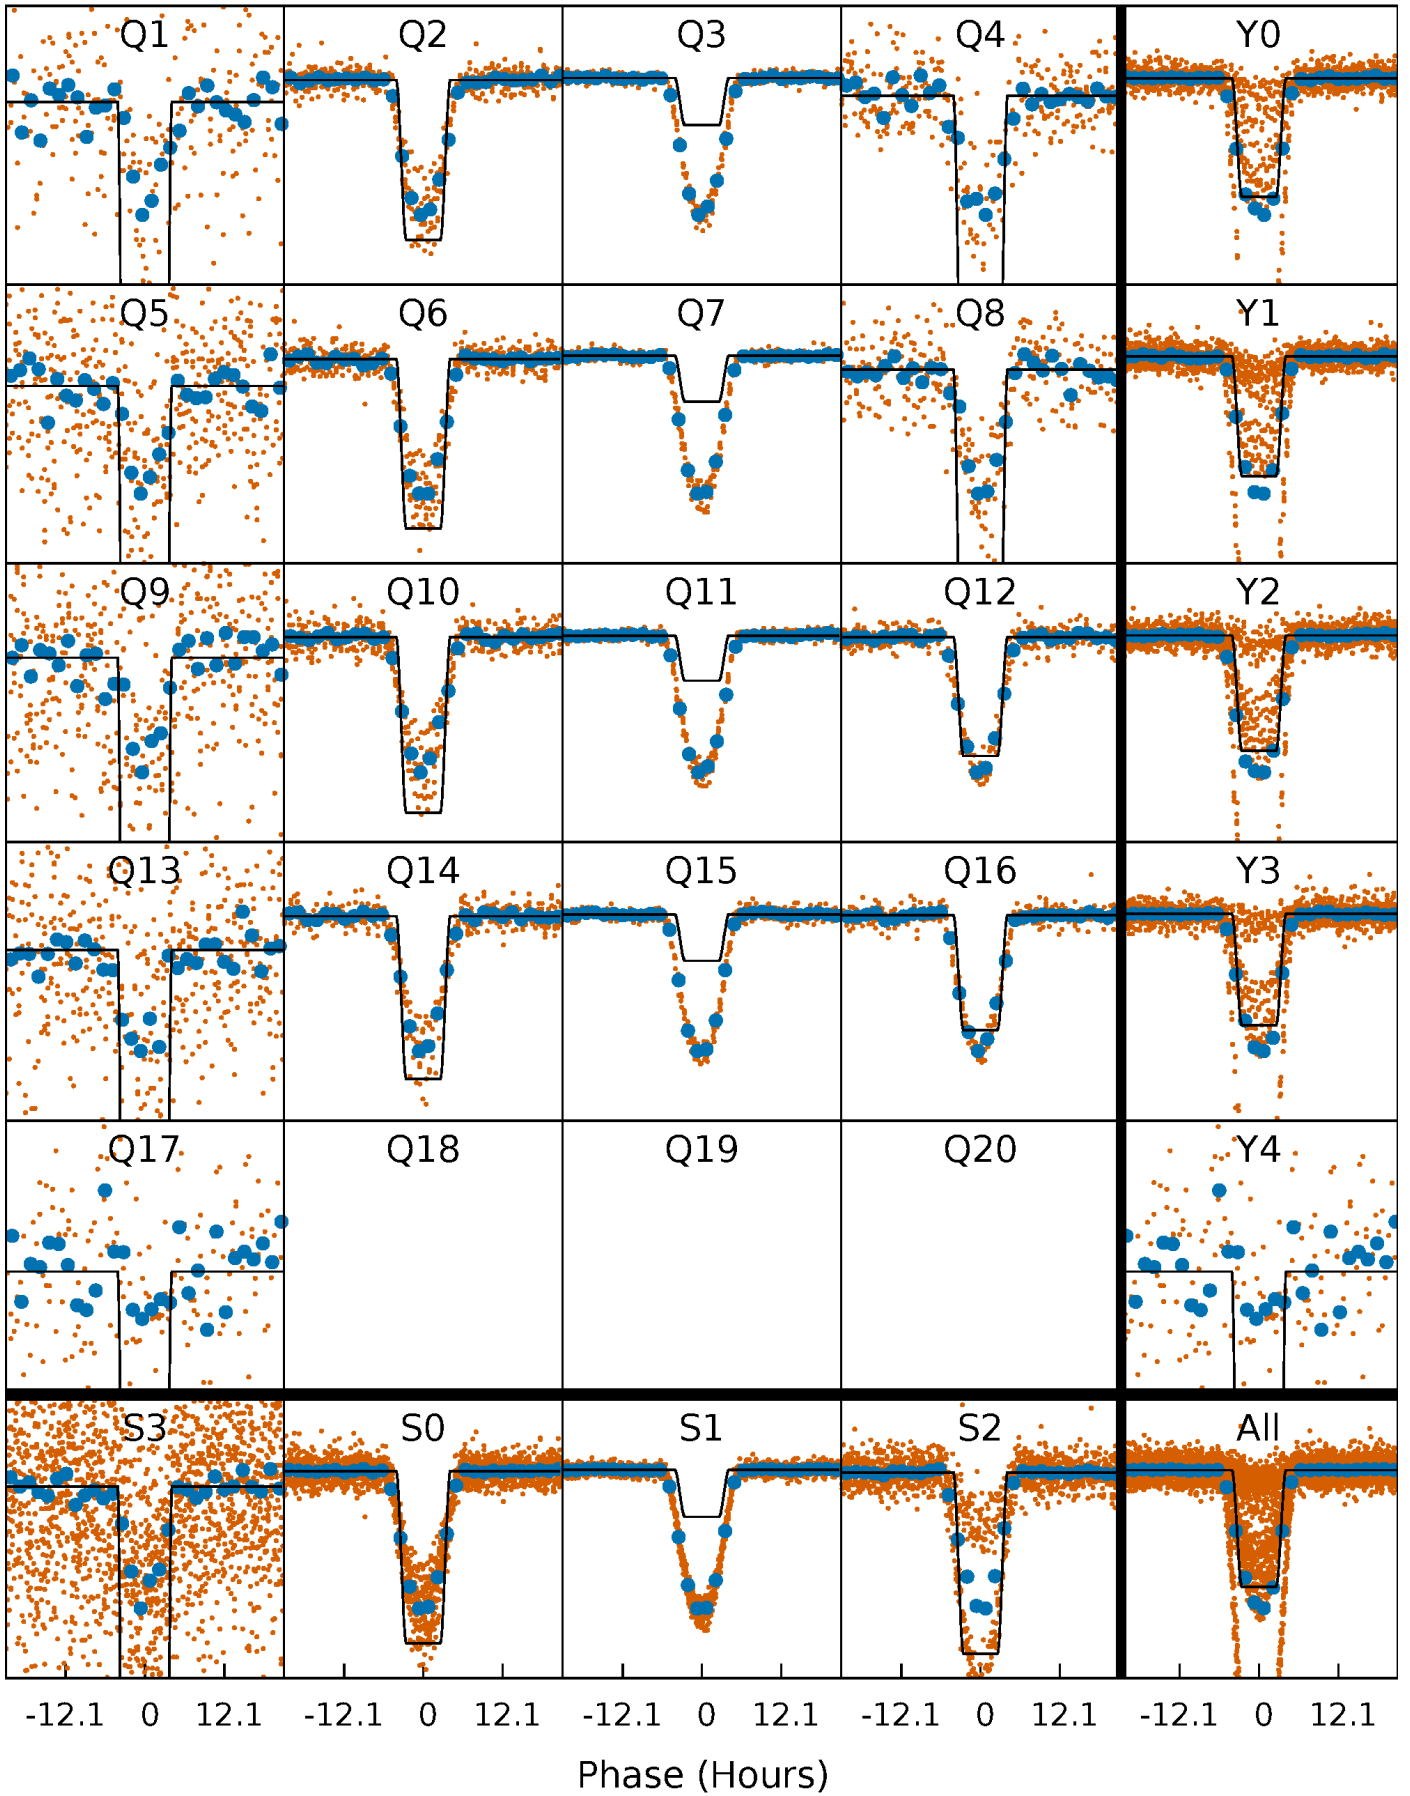 Q1 Q2 Q3 Q4 Y0
Q5 Q6 Q7 Q8 Y1
Q9 Q10 Q11 Q12 Y2
Q13 Q14 Q15 Q16 Y3
Q17 Q18 Q19 Q20 Y4
S3 S0 S1 S2 All
-12.1 0 12.1 -12.1 0 12.1 -12.1 0 12.1 -12.1 0 12.1 -12.1 0 12.1
Phase (Hours)